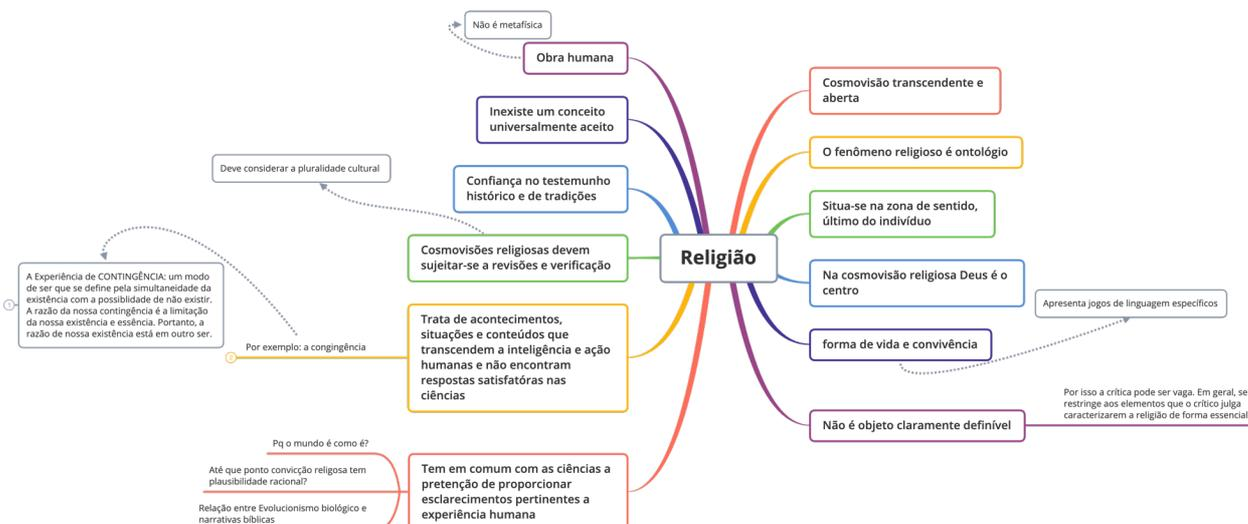 Não é metafísica
Obra humana
Inexiste um conceito
universalmente aceito
Confiança no testemunho
histórico e de tradições
Deve considerar a pluralidade cultural
Cosmovisões religiosas devem
sujeitar-se a revisões e verificação
A Experiência de CONTINGÊNCIA: um modo
de ser que se define pela simultaneidade da
existência com a possiblidade de não existir.
A razão da nossa contingência é a limitação
da nossa existência e essência. Portanto, a
razão de nossa existência está em outro ser.
Por exemplo: a congingência
Trata de acontecimentos,
situações e conteúdos que
transcendem a inteligência e ação
humanas e não encontram
respostas satisfatóras nas
ciências
Pq o mundo é como é?
Até que ponto convicção religosa tem
plausibilidade racional?
Relação entre Evolucionismo biológico e
narrativas bíblicas
Tem em comum com as ciências a
pretenção de proporcionar
esclarecimentos pertinentes a
experiência humana
Religião
Cosmovisão transcendente e
aberta
O fenômeno religioso é ontológio
Situa-se na zona de sentido,
último do indivíduo
Na cosmovisão religiosa Deus é o
centro
Apresenta jogos de linguagem específicos
forma de vida e convivência
Não é objeto claramente definível
Por isso a crítica pode ser vaga. Em geral, se
restringe aos elementos que o crítico julga
caracterizarem a religião de forma essencial